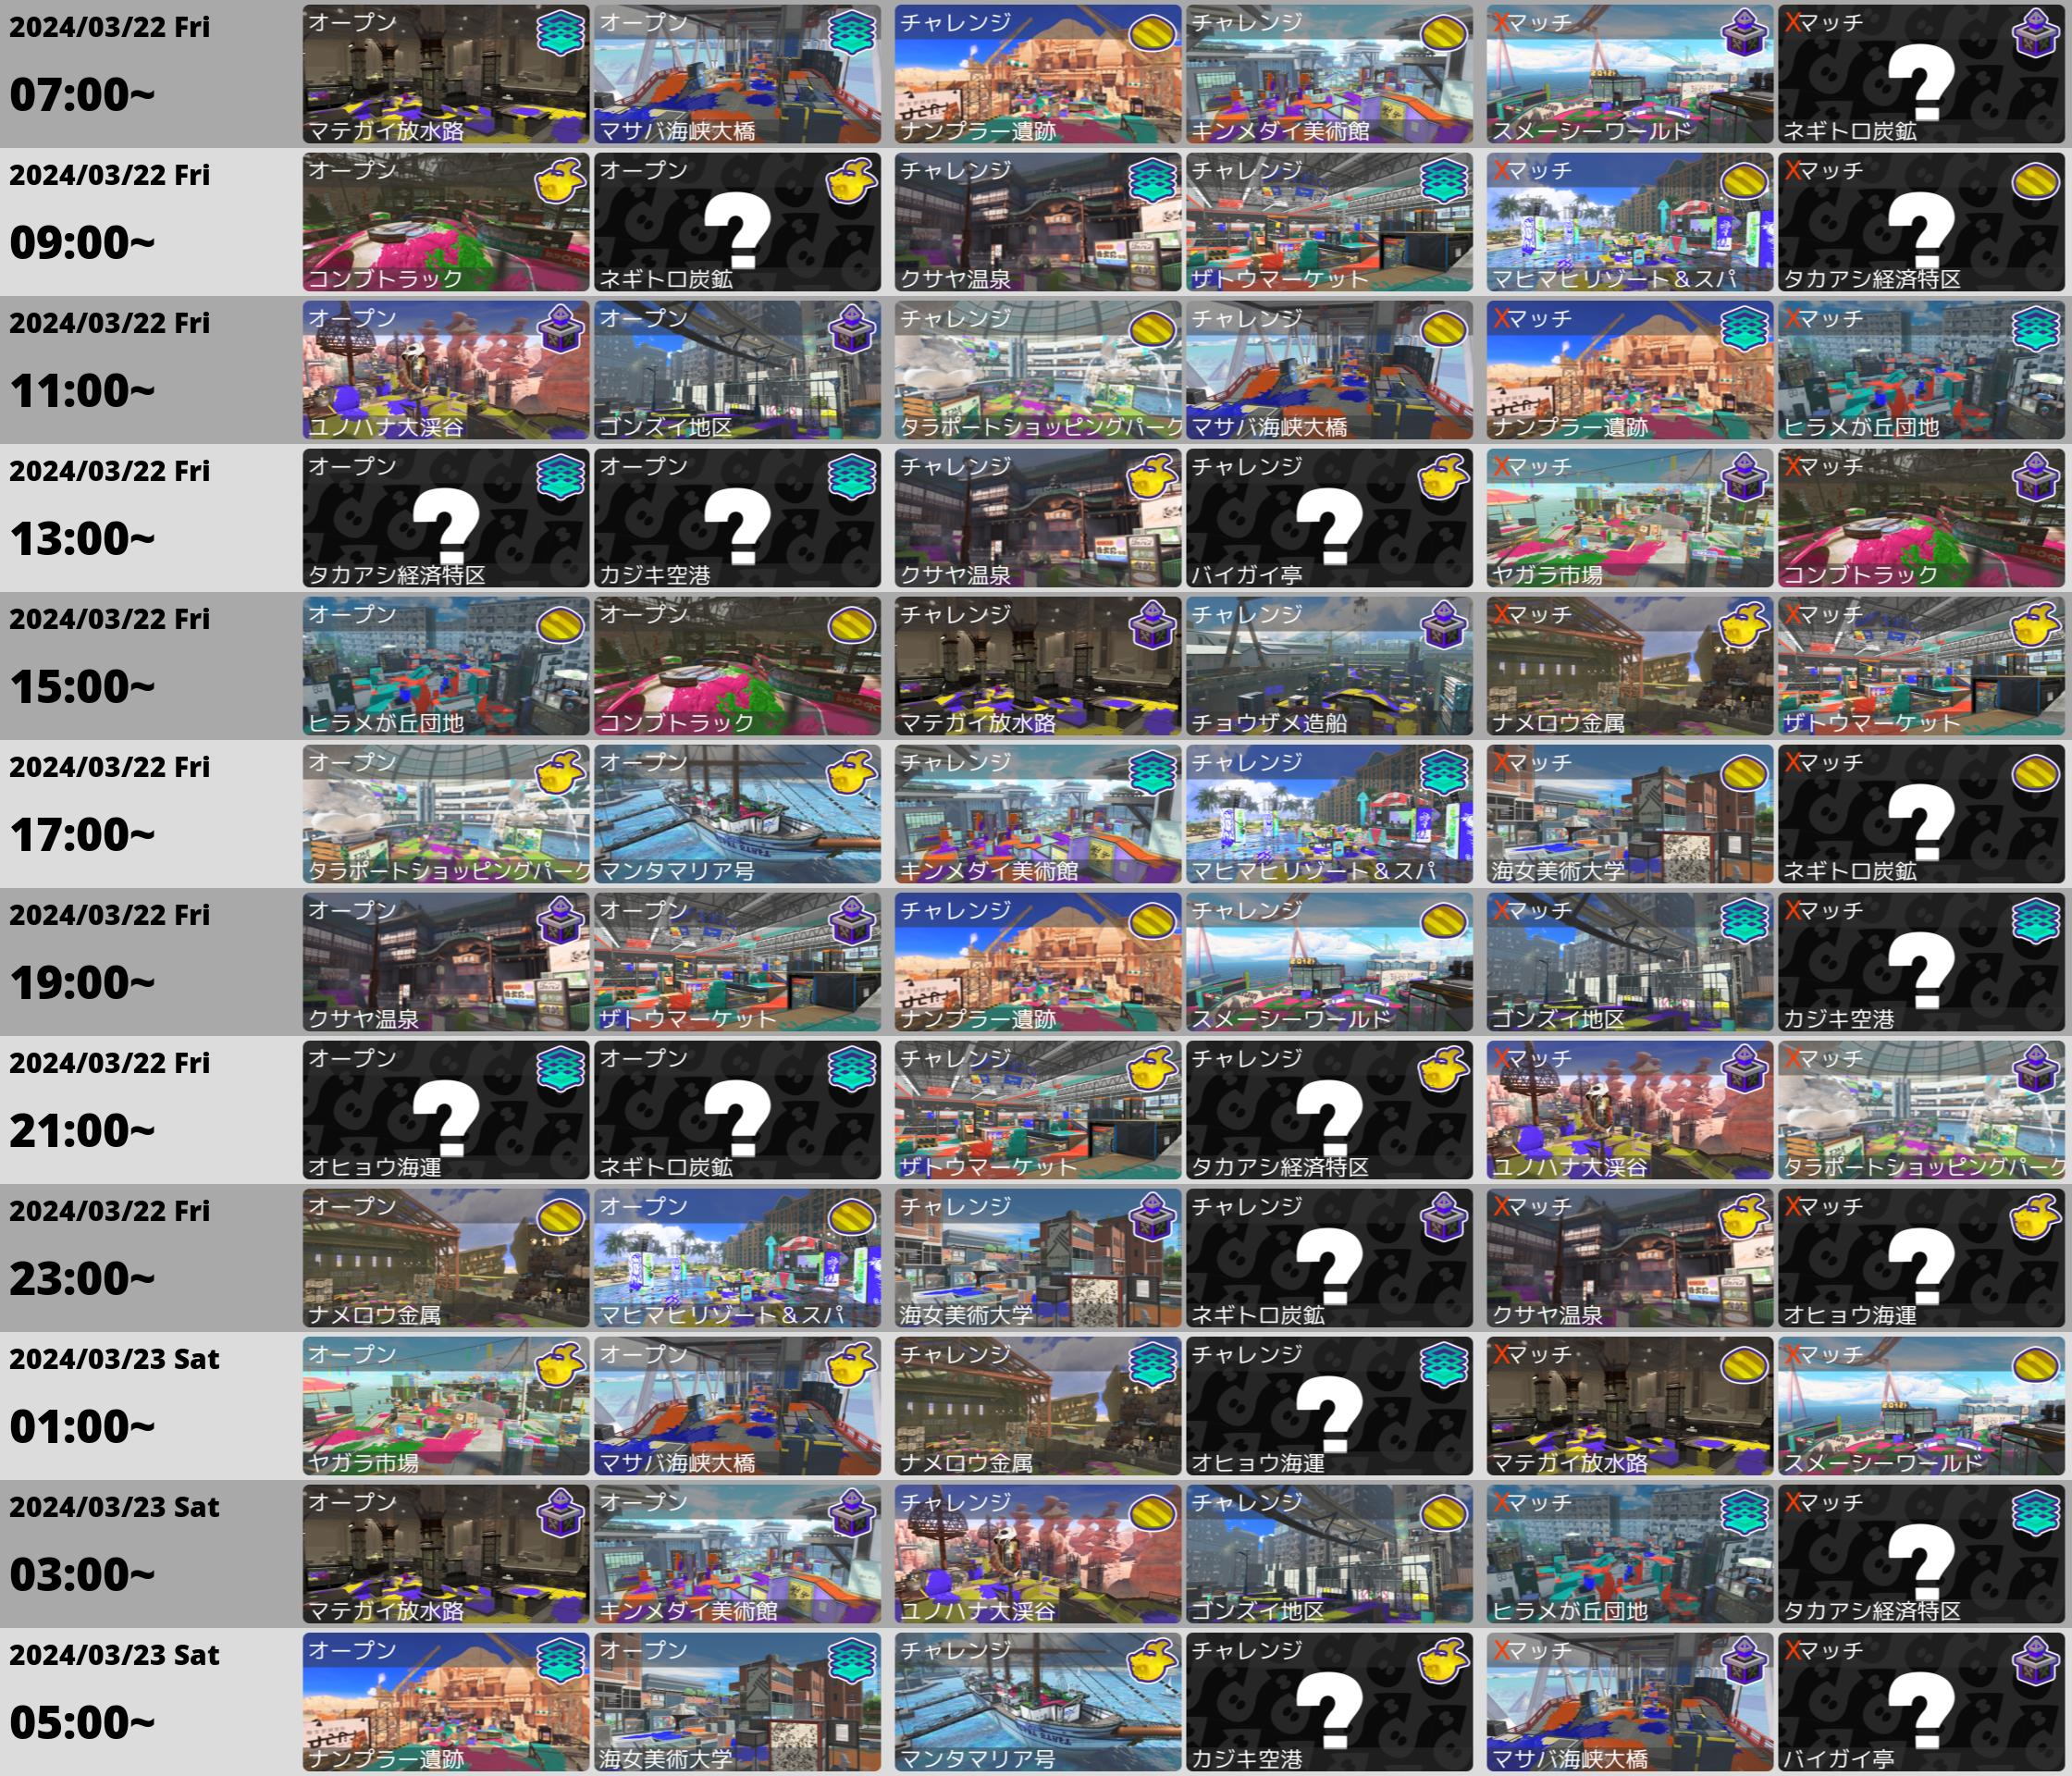 2024/03/22 Fri
07:00~
オープン
マテガイ放水路
オープン
マサバ海峡大橋
チャレンジ
ナンプラー遺跡
チャレンジ
キンメダイ美術館
Xマッチ
スメーシーワールド
Xマッチ
?
ネギトロ炭鉱
2024/03/22 Fri
09:00~
オープン
コンブトラック
オープン
?
ネギトロ炭鉱
チャレンジ
クサヤ温泉
チャレンジ
ザトウマーケット
Xマッチ
マヒマヒリゾート&スパ
Xマッチ
?
タカアシ経済特区
2024/03/22 Fri
11:00~
オープン
ユノハナ大渓谷
オープン
ゴンズイ地区
チャレンジ
タラポートショッピングパーク
チャレンジ
マサバ海峡大橋
Xマッチ
ナンプラー遺跡
Xマッチ
ヒラメが丘団地
2024/03/22 Fri
13:00~
オープン
?
タカアシ経済特区
オープン
?
カジキ空港
チャレンジ
クサヤ温泉
チャレンジ
?
バイガイ亭
Xマッチ
ヤガラ市場
Xマッチ
コンブトラック
2024/03/22 Fri
15:00~
オープン
ヒラメが丘団地
オープン
コンブトラック
チャレンジ
マテガイ放水路
チャレンジ
チョウザメ造船
Xマッチ
ナメロウ金属
Xマッチ
ザトウマーケット
2024/03/22 Fri
17:00~
オープン
タラポートショッピングパーク
オープン
マンタマリア号
チャレンジ
キンメダイ美術館
チャレンジ
マヒマヒリゾート&スパ
Xマッチ
海女美術大学
Xマッチ
?
ネギトロ炭鉱
2024/03/22 Fri
19:00~
オープン
クサヤ温泉
オープン
ザトウマーケット
チャレンジ
ナンプラー遺跡
チャレンジ
スメーシーワールド
Xマッチ
ゴンズイ地区
Xマッチ
?
カジキ空港
2024/03/22 Fri
21:00~
オープン
?
オヒョウ海運
オープン
?
ネギトロ炭鉱
チャレンジ
ザトウマーケット
チャレンジ
?
タカアシ経済特区
Xマッチ
ユノハナ大渓谷
Xマッチ
タラポートショッピングパーク
2024/03/22 Fri
23:00~
オープン
ナメロウ金属
オープン
マヒマヒリゾート&スパ
チャレンジ
海女美術大学
チャレンジ
?
ネギトロ炭鉱
Xマッチ
クサヤ温泉
Xマッチ
?
オヒョウ海運
2024/03/23 Sat
01:00~
オープン
ヤガラ市場
オープン
マサバ海峡大橋
チャレンジ
ナメロウ金属
チャレンジ
?
オヒョウ海運
Xマッチ
マテガイ放水路
Xマッチ
スメーシーワールド
2024/03/23 Sat
03:00~
オープン
マテガイ放水路
オープン
キンメダイ美術館
チャレンジ
ユノハナ大渓谷
チャレンジ
ゴンズイ地区
Xマッチ
ヒラメが丘団地
Xマッチ
?
タカアシ経済特区
2024/03/23 Sat
05:00~
オープン
ナンプラー遺跡
オープン
海女美術大学
チャレンジ
マンタマリア号
チャレンジ
?
カジキ空港
Xマッチ
マサバ海峡大橋
Xマッチ
?
バイガイ亭